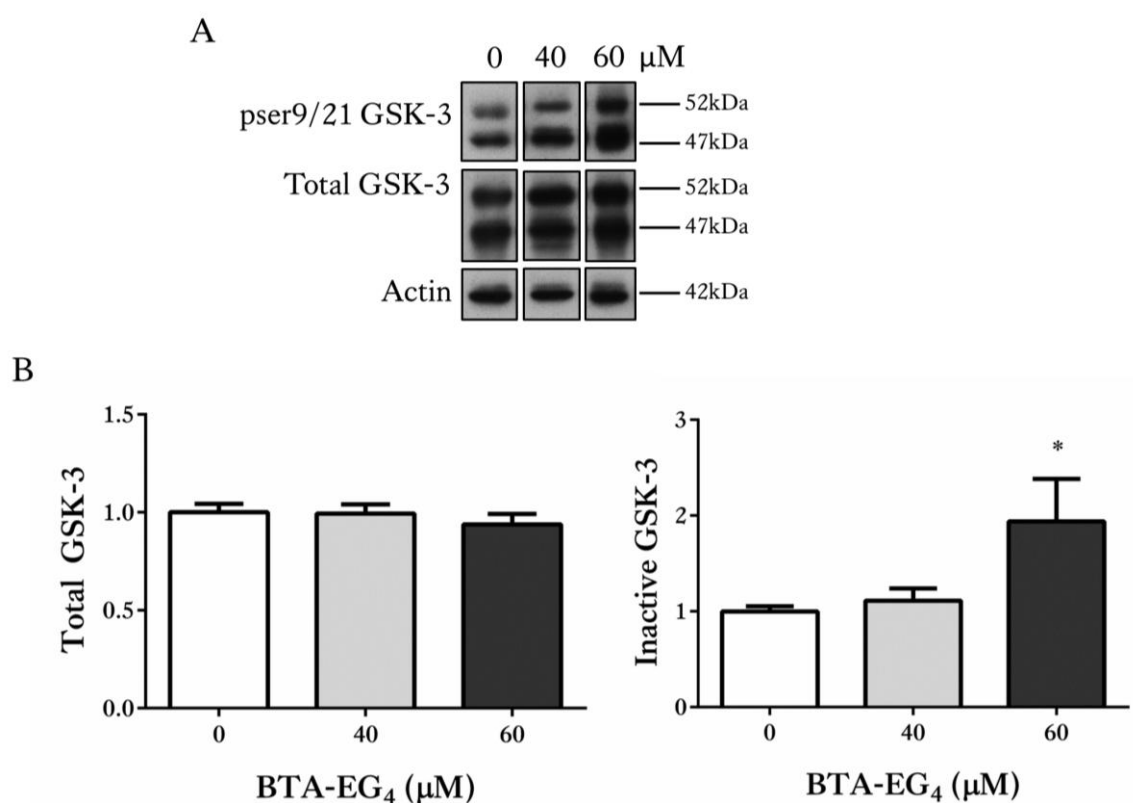 A
0 40 60 μM
pser9/21 GSK-3
52kDa
47kDa
Total GSK-3
52kDa
47kDa
Actin
42kDa
B
Total GSK-3
1.5
1.0
0.5
0.0
0 40 60
BTA-EG₄ (μM)
Inactive GSK-3
3
2
1
0
*
0 40 60
BTA-EG₄ (μM)